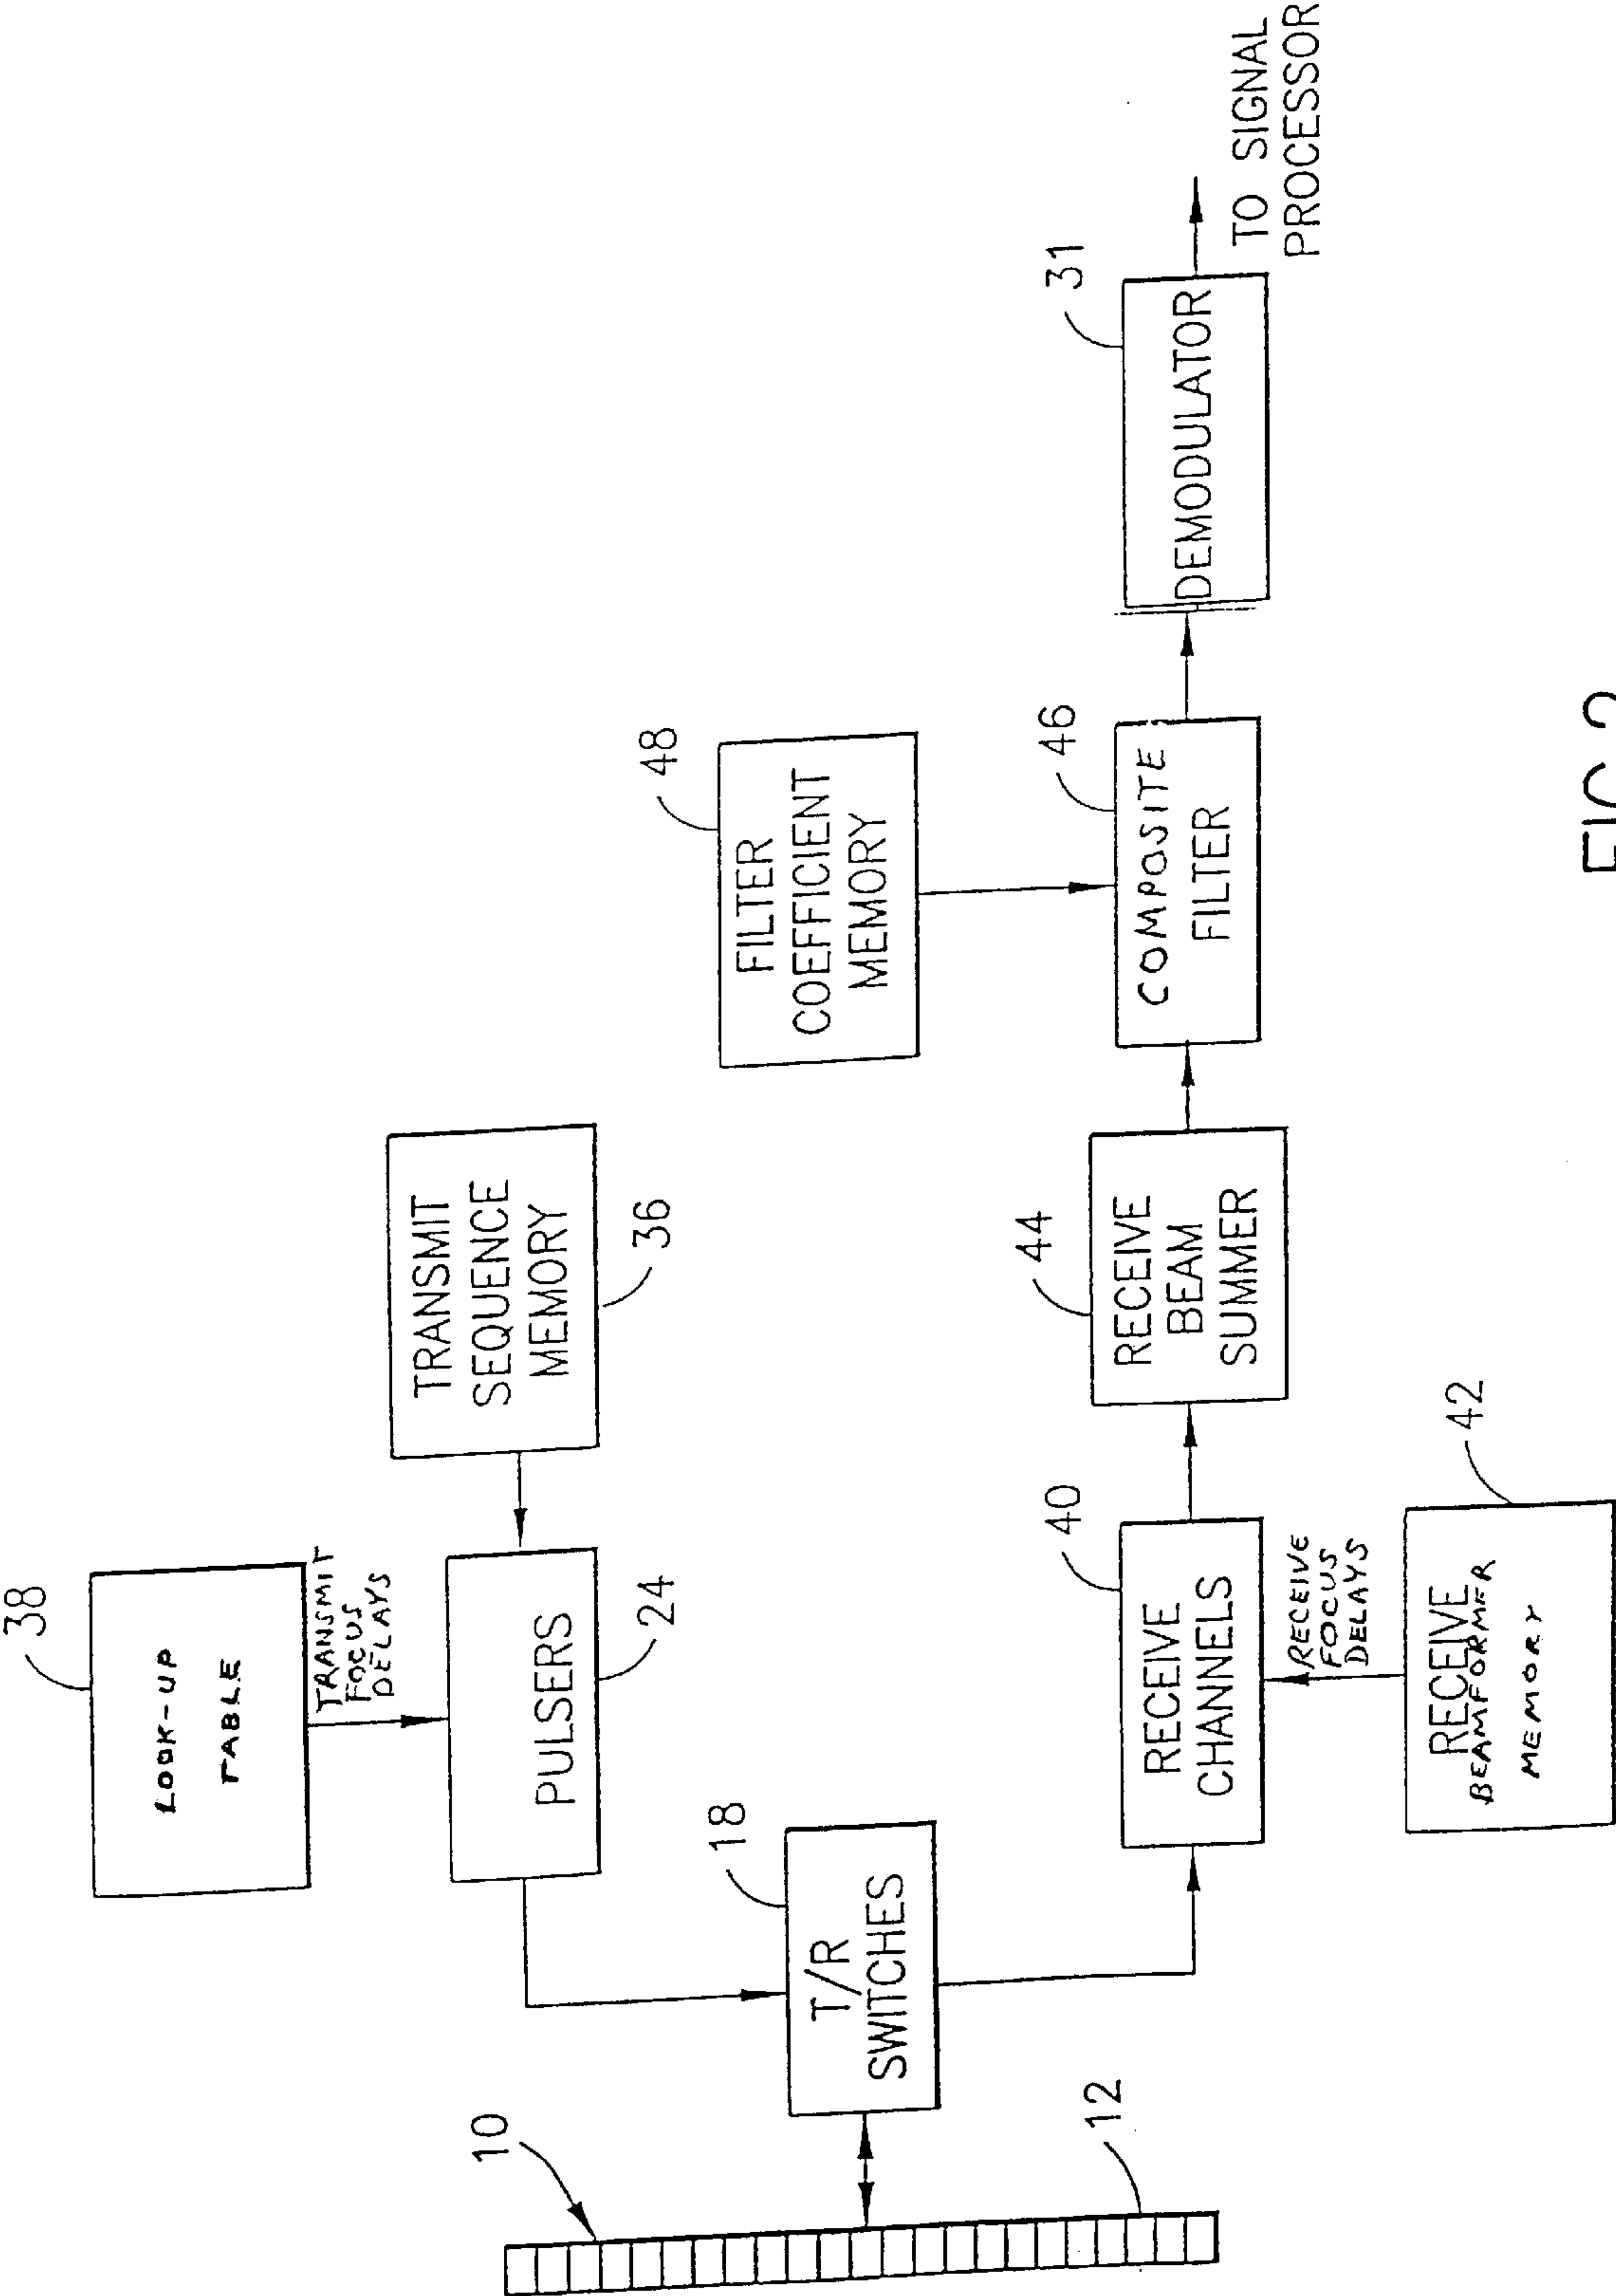 38
LOOK-UP
TABLE
TRANSMIT
FOCUS
DELAYS
TRANSMIT
SEQUENCE
MEMORY
36
PULSERS
24
10
18
T/R
SWITCHES
12
48
FILTER
COEFFICIENT
MEMORY
40
RECEIVE
CHANNELS
44
RECEIVE
BEAM
SUMMER
46
COMPOSITE
FILTER
31
DEMODULATOR
TO SIGNAL
PROCESSOR
RECEIVE
FOCUS
DELAYS
42
RECEIVE
BEAMFORMER
MEMORY